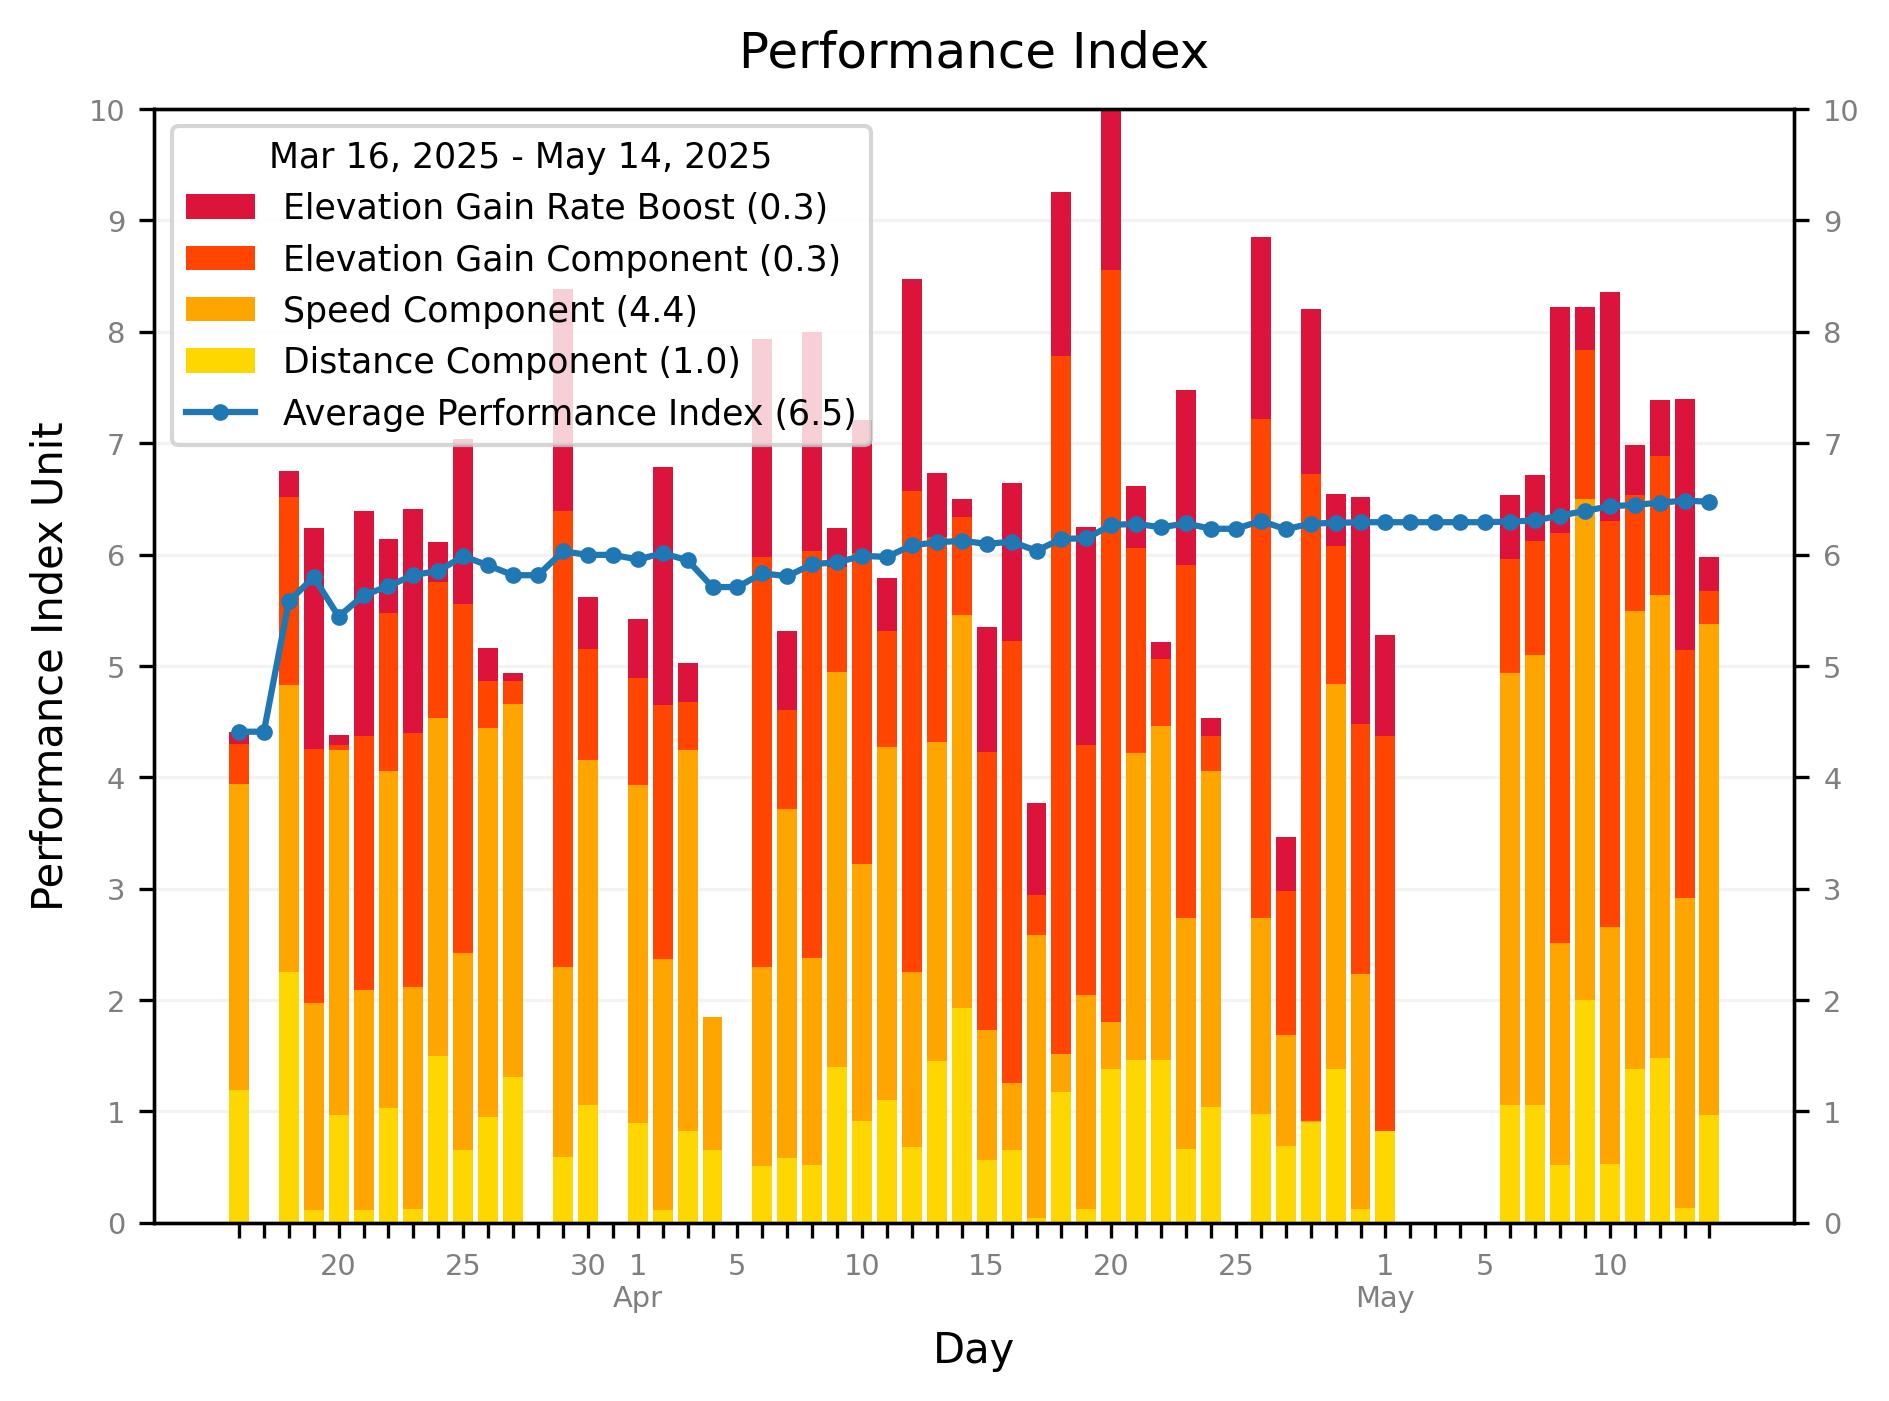 Performance Index
Mar 16, 2025 - May 14, 2025
Elevation Gain Rate Boost (0.3)
Elevation Gain Component (0.3)
Speed Component (4.4)
Distance Component (1.0)
Average Performance Index (6.5)
Performance Index Unit
10
9
8
7
6
5
4
3
2
1
0
10
9
8
7
6
5
4
3
2
1
0
20 25 30 1 5 10 15 20 25 1 5 10
Apr May
Day